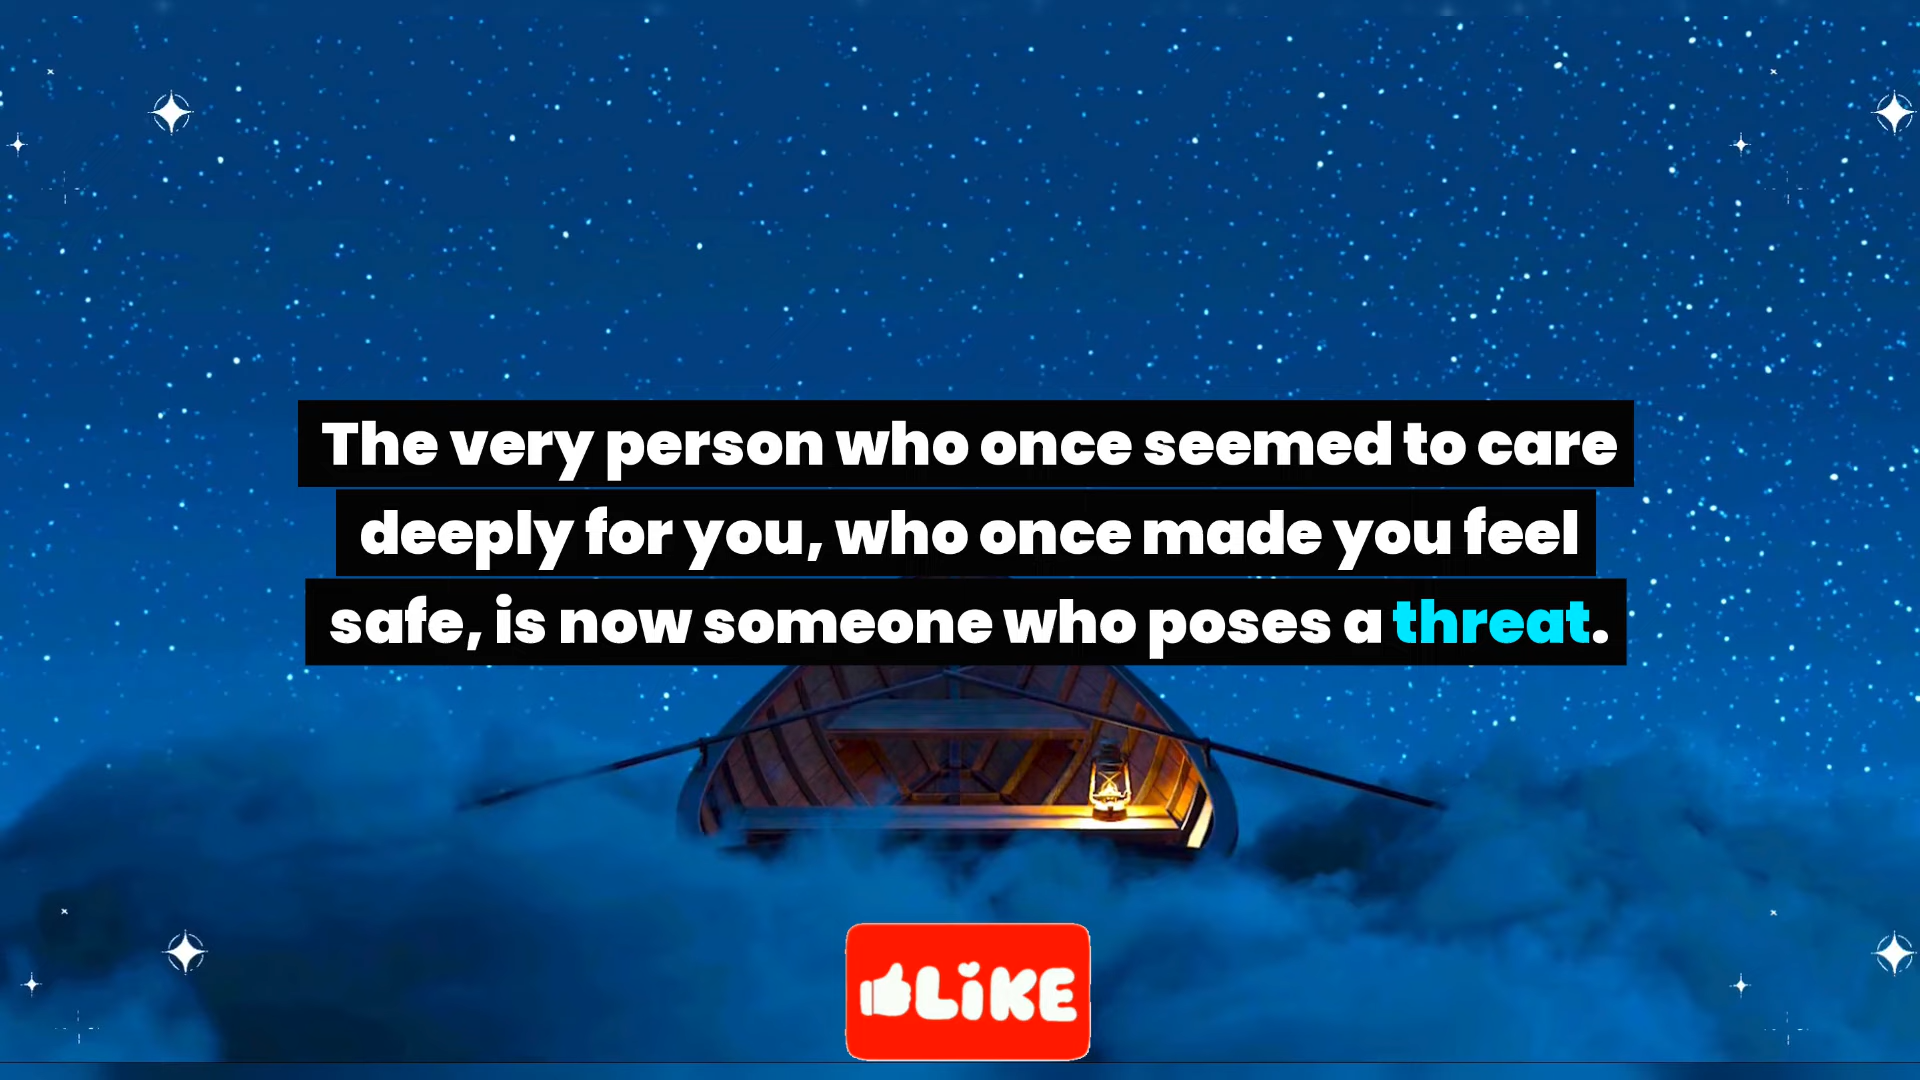 The very person who once seemed to care
deeply for you, who once made you feel
safe, is now someone who poses a threat.
LiKE